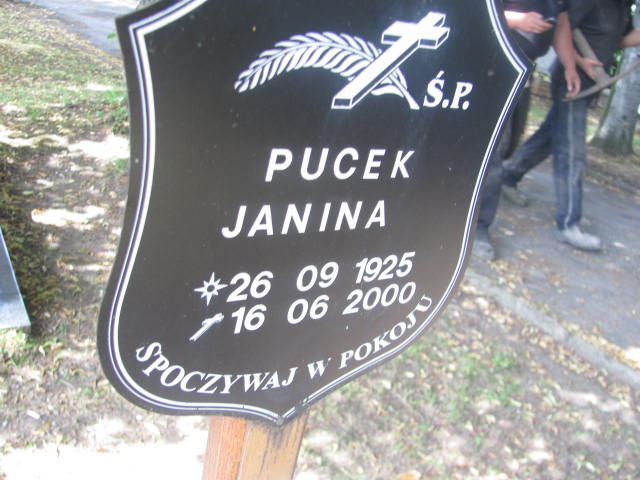 Ś.P.
PUCEK
JANINA
26 09 1925
16 06 2000
SPOCZYWAJ W POKOJU